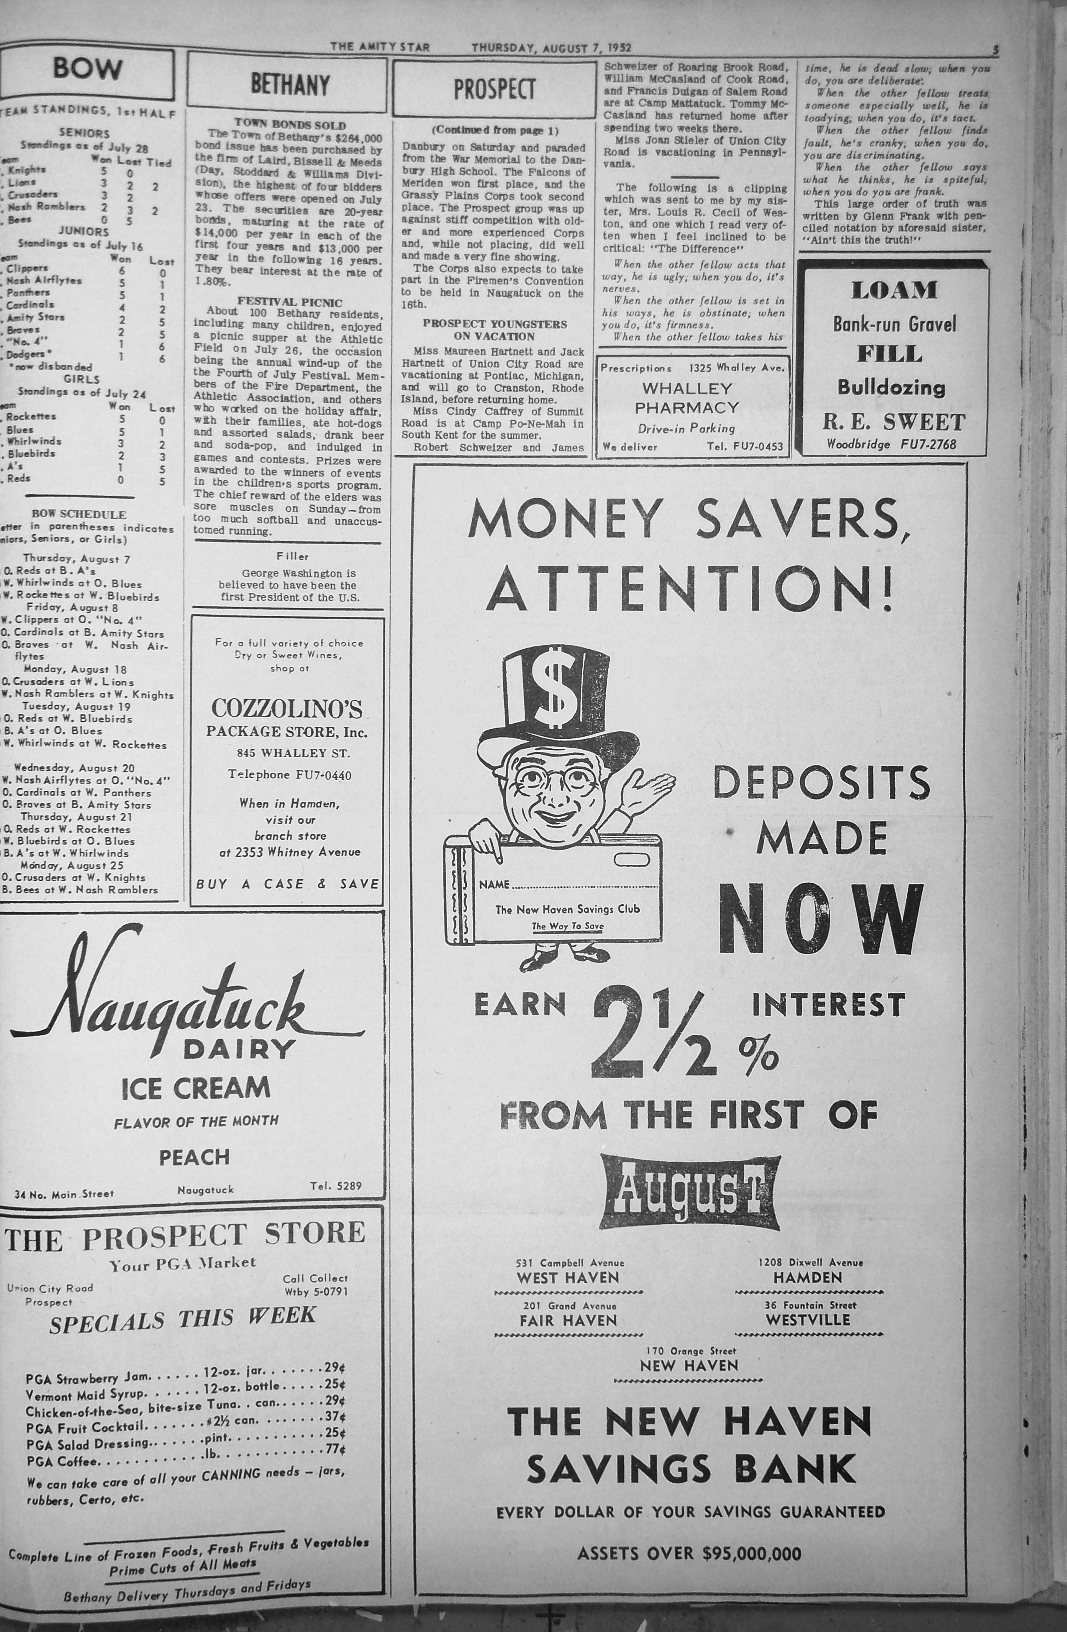 THE AMITY STAR THURSDAY, AUGUST 7, 1952 5
BOW
TEAM STANDINGS, 1st HALF
SENIORS
Standings as of July 28
Won Lost Tied
. Knights 5 0
. Lions 3 2 2
. Crusaders 3 2
. Nash Ramblers 2 3 2
. Bees 0 5
JUNIORS
Standings as of July 16
Won Lost
. Clippers 6 0
. Nash Airflytes 5 1
. Panthers 5 1
. Cardinals 4 2
. Amity Stars 2 5
. Braves 2 5
. "No. 4" 1 6
. Dodgers* 1 6
*now disbanded
GIRLS
Standings as of July 24
Won Lost
. Rockettes 5 0
. Blues 5 1
. Whirlwinds 3 2
. Bluebirds 2 3
. A's 1 5
. Reds 0 5
BOW SCHEDULE
etter in parentheses indicates
niors, Seniors, or Girls)
Thursday, August 7
O. Reds at B. A's
W. Whirlwinds at O. Blues
W. Rockettes at W. Bluebirds
Friday, August 8
W. Clippers at O. "No. 4"
O. Cardinals at B. Amity Stars
O. Braves at W. Nash Air-
flytes
Monday, August 18
O. Crusaders at W. Lions
W. Nash Ramblers at W. Knights
Tuesday, August 19
O. Reds at W. Bluebirds
B. A's at O. Blues
W. Whirlwinds at W. Rockettes
Wednesday, August 20
W. Nash Airflytes at O. "No. 4"
O. Cardinals at W. Panthers
O. Braves at B. Amity Stars
Thursday, August 21
O. Reds at W. Rockettes
W. Bluebirds at O. Blues
B. A's at W. Whirlwinds
Monday, August 25
O. Crusaders at W. Knights
B. Bees at W. Nash Ramblers
BETHANY
TOWN BONDS SOLD
The Town of Bethany's $264,000
bond issue has been purchased by
the firm of Laird, Bissell & Meeds
(Day, Stoddard & Williams Divi-
sion), the highest of four bidders
whose offers were opened on July
23. The securities are 20-year
bonds, maturing at the rate of
$14,000 per year in each of the
first four years and $13,000 per
year in the following 16 years.
They bear interest at the rate of
1.80%.
FESTIVAL PICNIC
About 100 Bethany residents,
including many children, enjoyed
a picnic supper at the Athletic
Field on July 26, the occasion
being the annual wind-up of the
the Fourth of July Festival. Mem-
bers of the Fire Department, the
Athletic Association, and others
who worked on the holiday affair,
with their families, ate hot-dogs
and assorted salads, drank beer
and soda-pop, and indulged in
games and contests. Prizes were
awarded to the winners of events
in the children's sports program.
The chief reward of the elders was
sore muscles on Sunday—from
too much softball and unaccus-
tomed running.
Filler
George Washington is
believed to have been the
first President of the U.S.
For a full variety of choice
Dry or Sweet Wines,
shop at
COZZOLINO'S
PACKAGE STORE, Inc.
845 WHALLEY ST.
Telephone FU7-0440
When in Hamden,
visit our
branch store
at 2353 Whitney Avenue
BUY A CASE & SAVE
PROSPECT
(Continued from page 1)
Danbury on Saturday and paraded
from the War Memorial to the Dan-
bury High School. The Falcons of
Meriden won first place, and the
Grassy Plains Corps took second
place. The Prospect group was up
against stiff competition with old-
er and more experienced Corps
and, while not placing, did well
and made a very fine showing.
The Corps also expects to take
part in the Firemen's Convention
to be held in Naugatuck on the
16th.
PROSPECT YOUNGSTERS
ON VACATION
Miss Maureen Hartnett and Jack
Hartnett of Union City Road are
vacationing at Pontiac, Michigan,
and will go to Cranston, Rhode
Island, before returning home.
Miss Cindy Caffrey of Summit
Road is at Camp Po-Ne-Mah in
South Kent for the summer.
Robert Schweizer and James
Schweizer of Roaring Brook Road,
William McCasland of Cook Road,
and Francis Duigan of Salem Road
are at Camp Mattatuck. Tommy Mc-
Casland has returned home after
spending two weeks there.
Miss Joan Stieler of Union City
Road is vacationing in Pennsyl-
vania.
The following is a clipping
which was sent to me by my sis-
ter, Mrs. Louis R. Cecil of Wes-
ton, and one which I read very of-
ten when I feel inclined to be
critical: "The Difference"
When the other fellow acts that
way, he is ugly; when you do, it's
nerves.
When the other fellow is set in
his ways, he is obstinate; when
you do, it's firmness.
When the other fellow takes his
time, he is dead slow; when you
do, you are deliberate.
When the other fellow treats
someone especially well, he is
toadying, when you do, it's tact.
When the other fellow finds
fault, he's cranky; when you do,
you are discriminating.
When the other fellow says
what he thinks, he is spiteful,
when you do you are frank.
This large order of truth was
written by Glenn Frank with pen-
ciled notation by aforesaid sister,
"Ain't this the truth!"
Prescriptions 1325 Whalley Ave.
WHALLEY
PHARMACY
Drive-in Parking
We deliver Tel. FU7-0453
LOAM
Bank-run Gravel
FILL
Bulldozing
R. E. SWEET
Woodbridge FU7-2768
MONEY SAVERS,
ATTENTION!
$
NAME
The New Haven Savings Club
The Way To Save
DEPOSITS
MADE
NOW
EARN 2½% INTEREST
FROM THE FIRST OF
AUGUST
531 Campbell Avenue
WEST HAVEN
1208 Dixwell Avenue
HAMDEN
201 Grand Avenue
FAIR HAVEN
36 Fountain Street
WESTVILLE
170 Orange Street
NEW HAVEN
THE NEW HAVEN
SAVINGS BANK
EVERY DOLLAR OF YOUR SAVINGS GUARANTEED
ASSETS OVER $95,000,000
Naugatuck
DAIRY
ICE CREAM
FLAVOR OF THE MONTH
PEACH
34 No. Main Street Naugatuck Tel. 5289
THE PROSPECT STORE
Your PGA Market
Union City Road
Prospect
Call Collect
Wtby 5-0791
SPECIALS THIS WEEK
PGA Strawberry Jam......12-oz. jar.......29¢
Vermont Maid Syrup......12-oz. bottle.....25¢
Chicken-of-the-Sea, bite-size Tuna..can......29¢
PGA Fruit Cocktail.......#2½ can.........37¢
PGA Salad Dressing.......pint...........25¢
PGA Coffee............lb...........77¢
We can take care of all your CANNING needs – jars,
rubbers, Certo, etc.
Complete Line of Frozen Foods, Fresh Fruits & Vegetables
Prime Cuts of All Meats
Bethany Delivery Thursdays and Fridays